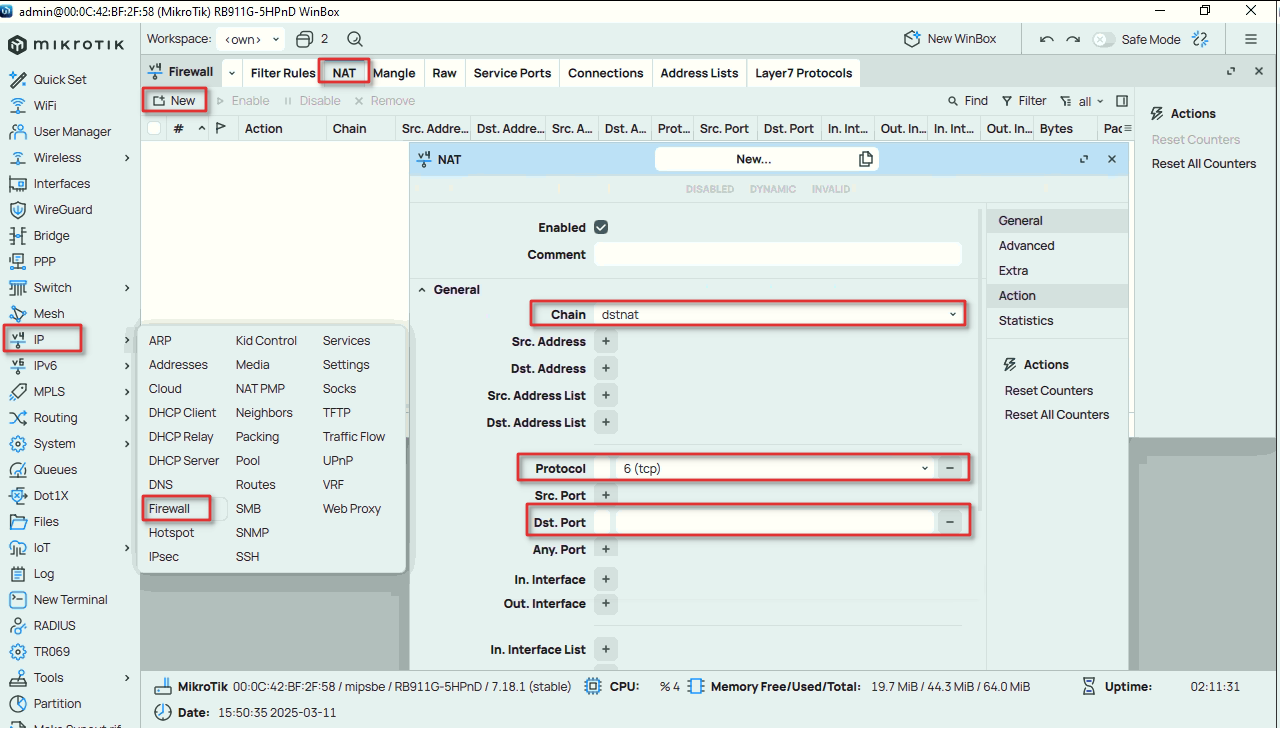 admin@00:0C:42:BF:2F:58 (MikroTik) RB911G-5HPnD WinBox
MIKROTIK
Workspace: <own> 2 New WinBox Safe Mode
Quick Set
WiFi
User Manager
Wireless
Interfaces
WireGuard
Bridge
PPP
Switch
Mesh
IP
IPv6
MPLS
Routing
System
Queues
Dot1X
Files
IoT
Log
New Terminal
RADIUS
TR069
Tools
Partition
v4 Firewall Filter Rules NAT Mangle Raw Service Ports Connections Address Lists Layer7 Protocols
New Enable Disable Remove Find Filter all
# Action Chain Src. Addre... Dst. Addre... Src. A... Dst. A... Prot... Src. Port Dst. Port In. Int... Out. In... In. Int... Out. In... Bytes Pac
Actions
Reset Counters
Reset All Counters
v4 NAT New...
DISABLED DYNAMIC INVALID
Enabled
Comment
General
Chain dstnat
Src. Address +
Dst. Address +
Src. Address List +
Dst. Address List +
Protocol 6 (tcp) −
Src. Port +
Dst. Port −
Any. Port +
In. Interface +
Out. Interface +
In. Interface List +
General
Advanced
Extra
Action
Statistics
Actions
Reset Counters
Reset All Counters
ARP Kid Control Services
Addresses Media Settings
Cloud NAT PMP Socks
DHCP Client Neighbors TFTP
DHCP Relay Packing Traffic Flow
DHCP Server Pool UPnP
DNS Routes VRF
Firewall SMB Web Proxy
Hotspot SNMP
IPsec SSH
MikroTik 00:0C:42:BF:2F:58 / mipsbe / RB911G-5HPnD / 7.18.1 (stable) CPU: % 4 Memory Free/Used/Total: 19.7 MiB / 44.3 MiB / 64.0 MiB Uptime: 02:11:31
Date: 15:50:35 2025-03-11